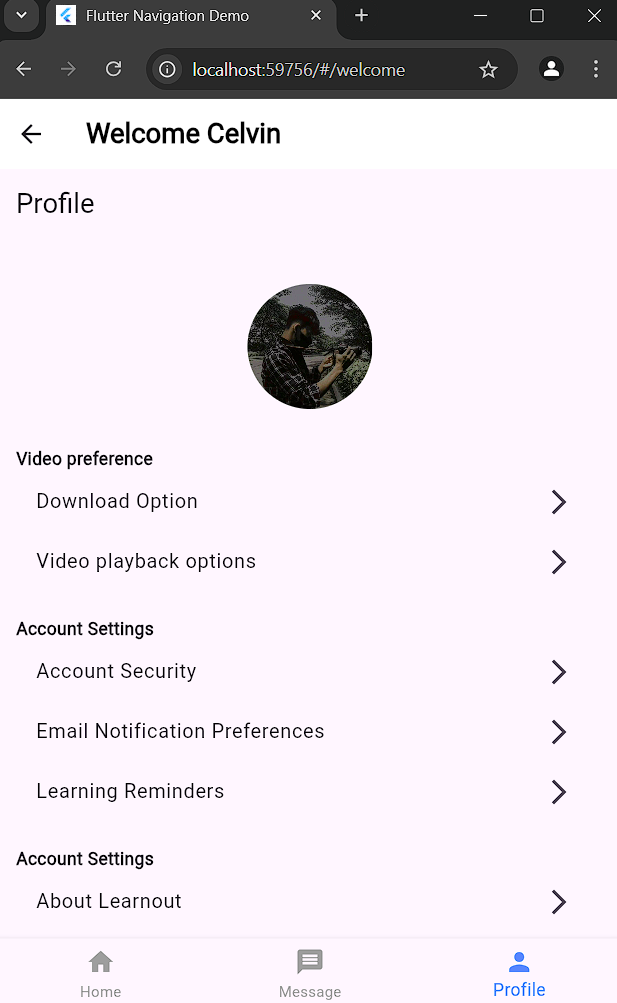 Flutter Navigation Demo
localhost:59756/#/welcome
Welcome Celvin
Profile
Video preference
Download Option
Video playback options
Account Settings
Account Security
Email Notification Preferences
Learning Reminders
Account Settings
About Learnout
Home
Message
Profile